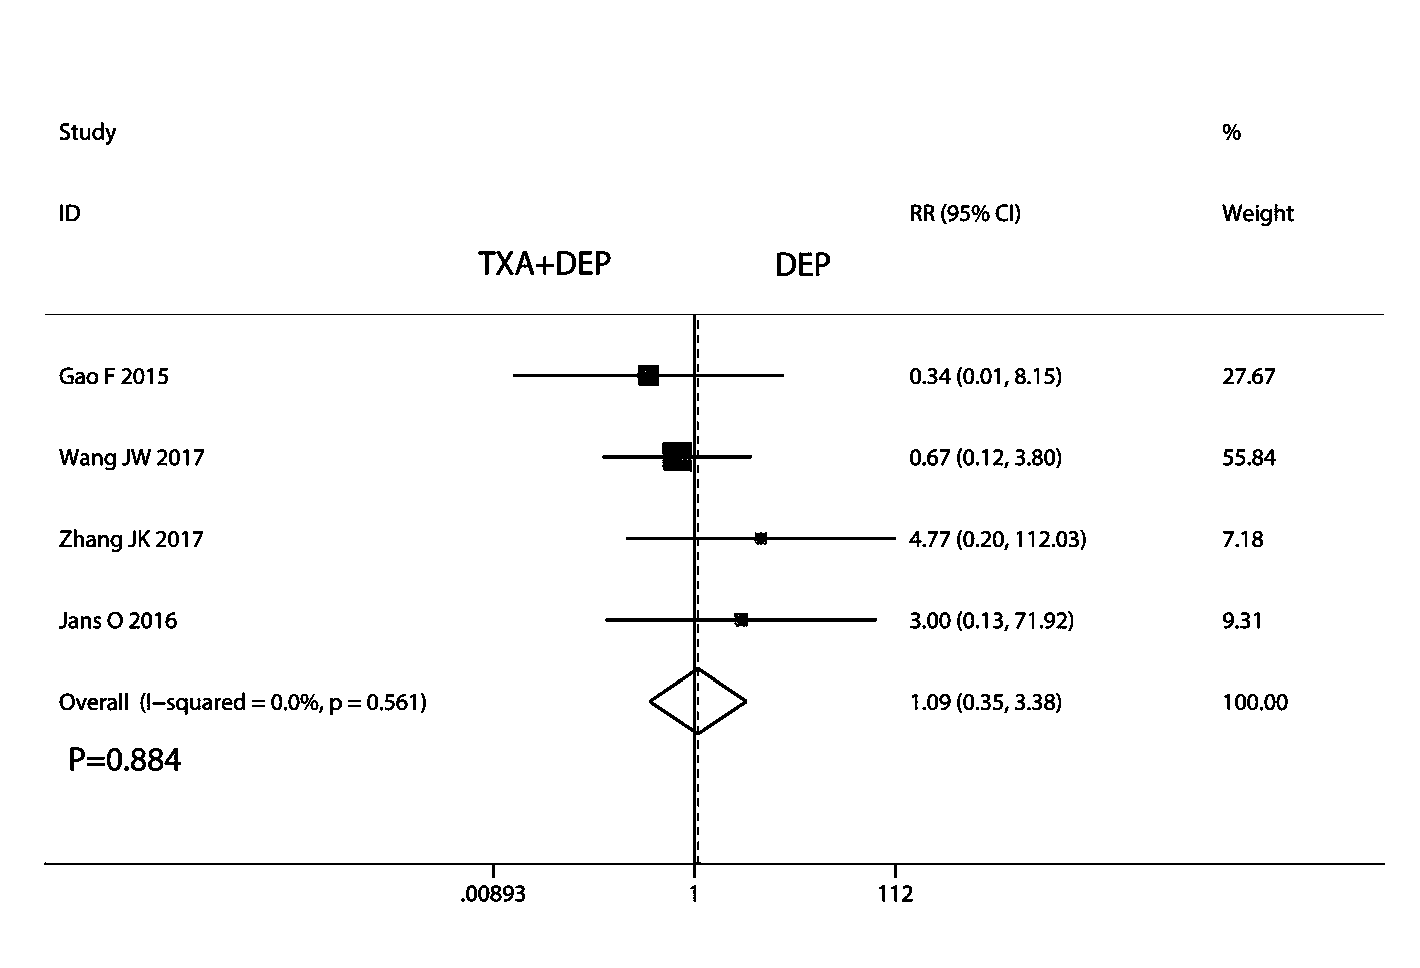 Study %
ID RR (95% CI) Weight
TXA+DEP DEP
Gao F 2015 0.34 (0.01, 8.15) 27.67
Wang JW 2017 0.67 (0.12, 3.80) 55.84
Zhang JK 2017 4.77 (0.20, 112.03) 7.18
Jans O 2016 3.00 (0.13, 71.92) 9.31
Overall (I−squared = 0.0%, p = 0.561) 1.09 (0.35, 3.38) 100.00
P=0.884
.00893 1 112